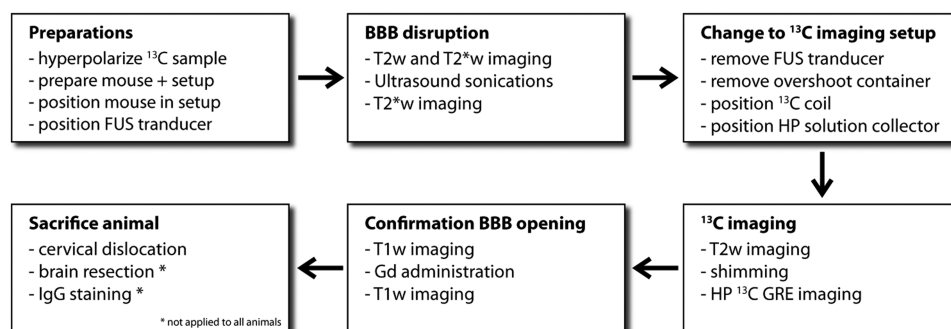 Preparations
- hyperpolarize ¹³C sample
- prepare mouse + setup
- position mouse in setup
- position FUS tranducer
BBB disruption
- T2w and T2*w imaging
- Ultrasound sonications
- T2*w imaging
Change to ¹³C imaging setup
- remove FUS tranducer
- remove overshoot container
- position ¹³C coil
- position HP solution collector
¹³C imaging
- T2w imaging
- shimming
- HP ¹³C GRE imaging
Confirmation BBB opening
- T1w imaging
- Gd administration
- T1w imaging
Sacrifice animal
- cervical dislocation
- brain resection *
- IgG staining *
* not applied to all animals